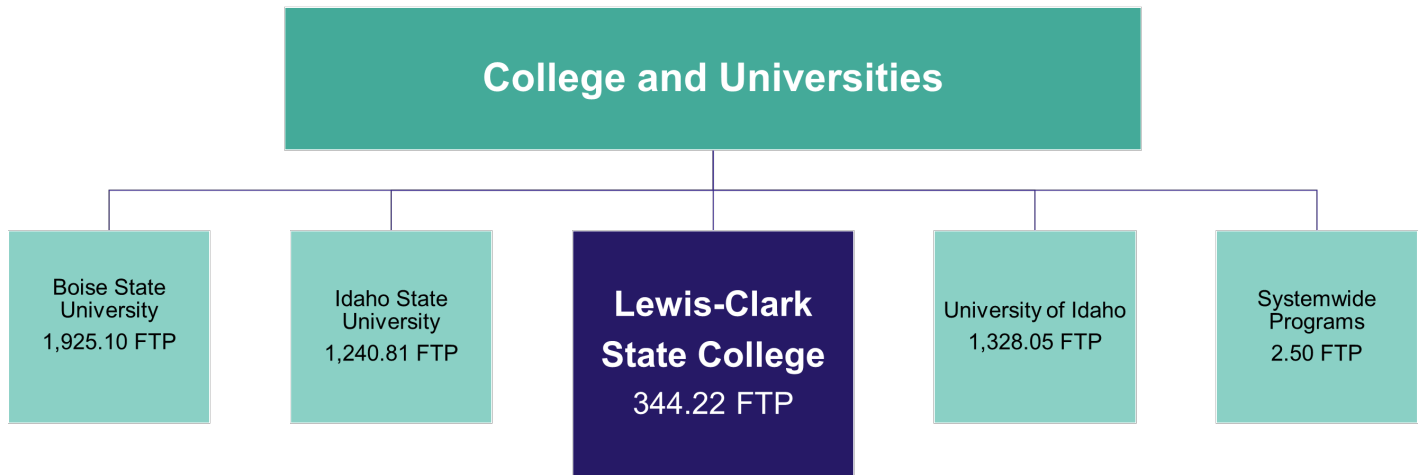 College and Universities
Boise State
University
1,925.10 FTP
Idaho State
University
1,240.81 FTP
Lewis-Clark
State College
344.22 FTP
University of Idaho
1,328.05 FTP
Systemwide
Programs
2.50 FTP